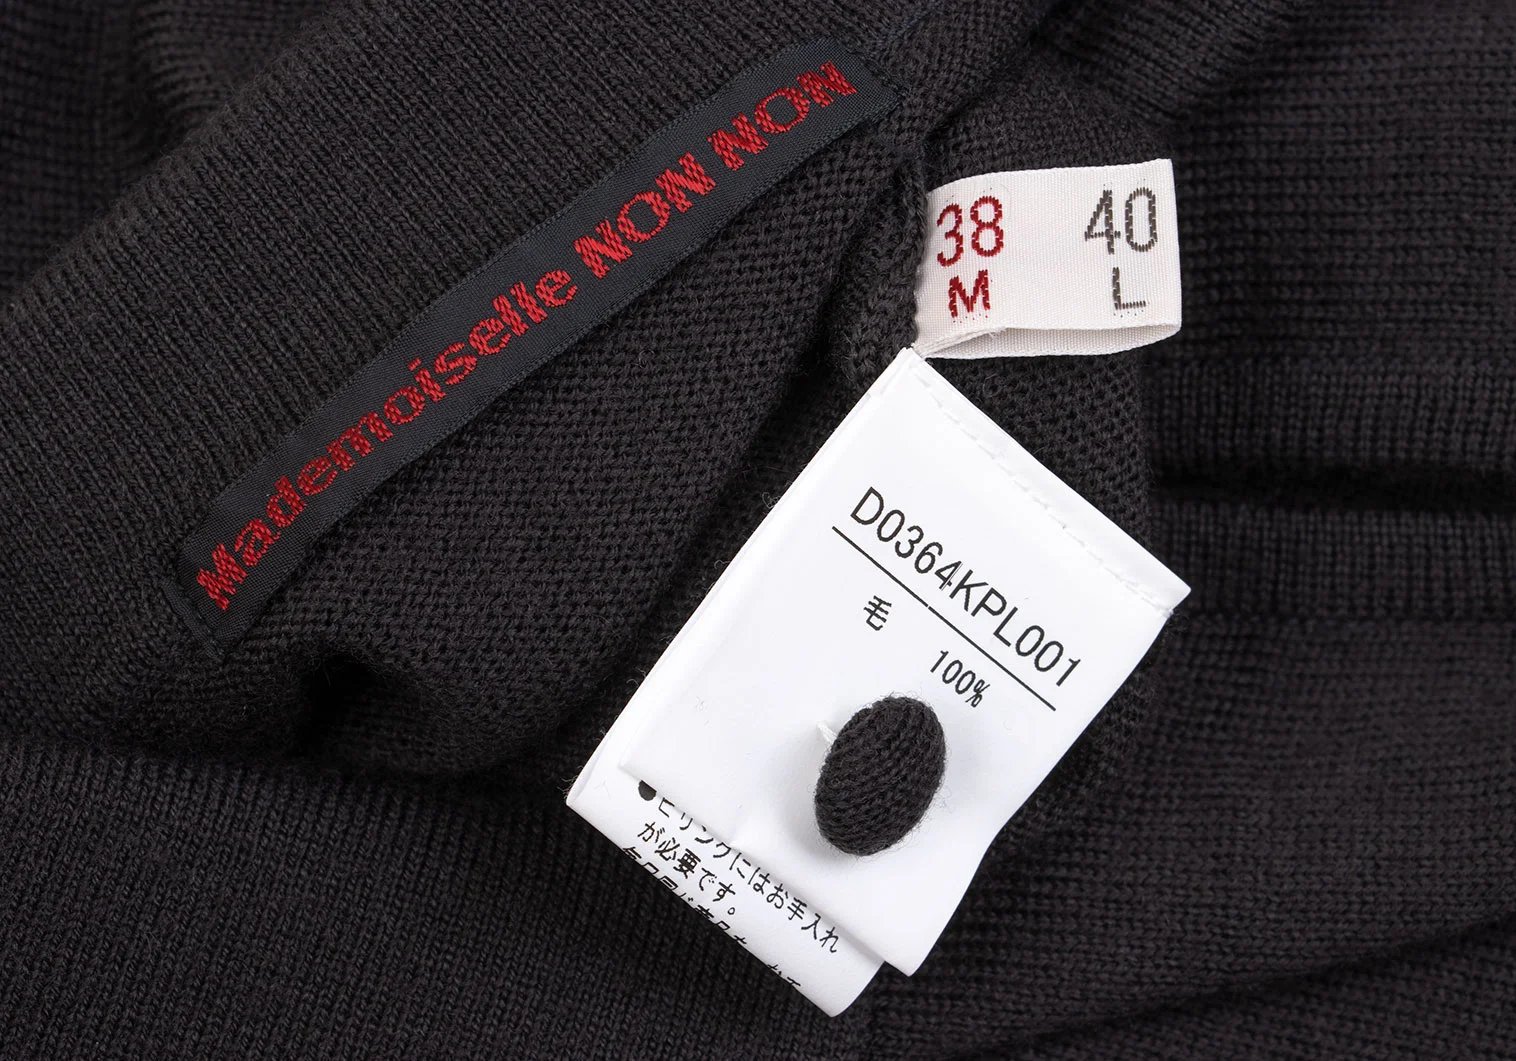 Mademoiselle NON NON
38 40
M L
D0364KPL001
毛
100%
●ピリングにはお手入れ
が必要です。